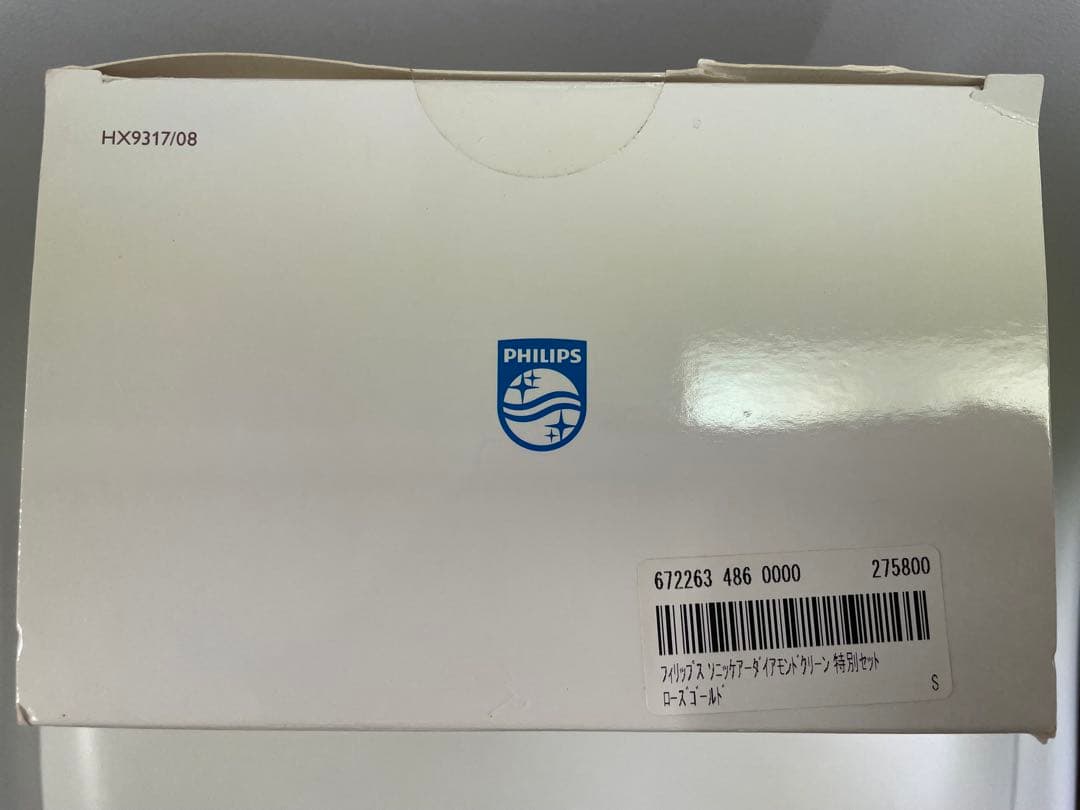 HX9317/08
PHILIPS
672263 486 0000 275800
フィリップス ソニッケアーダイアモンドクリーン 特別セット
ローズゴールド
S